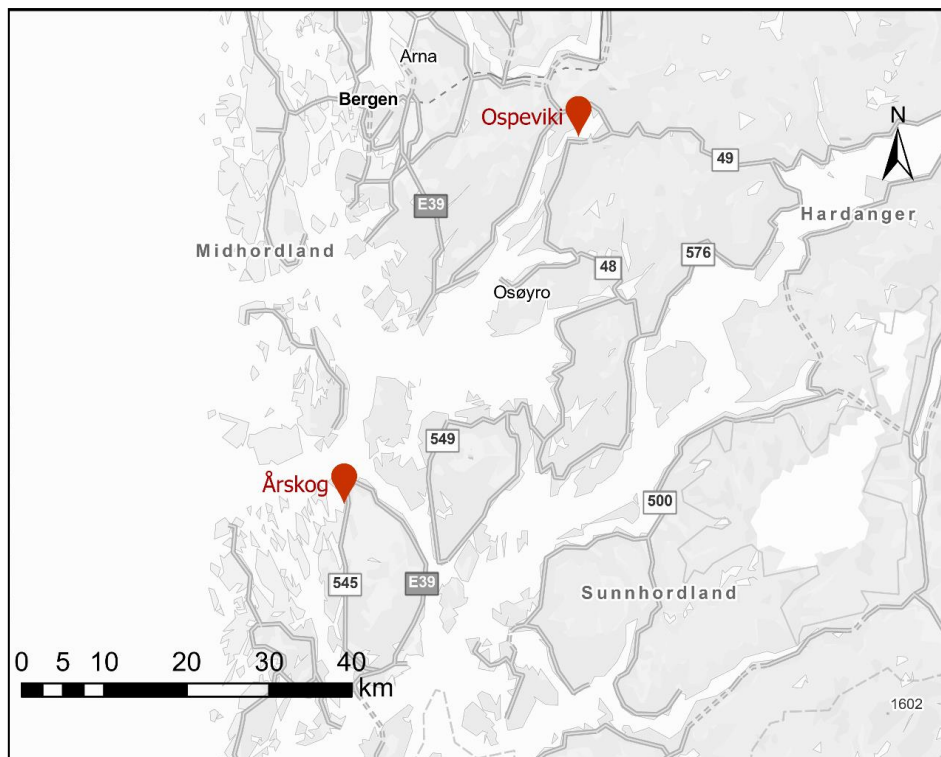 Arna
Bergen
Ospeviki
N
49
E39
Hardanger
Midhordland
576
48
Osøyro
549
Årskog
500
545
E39
Sunnhordland
0 5 10 20 30 40
km
1602